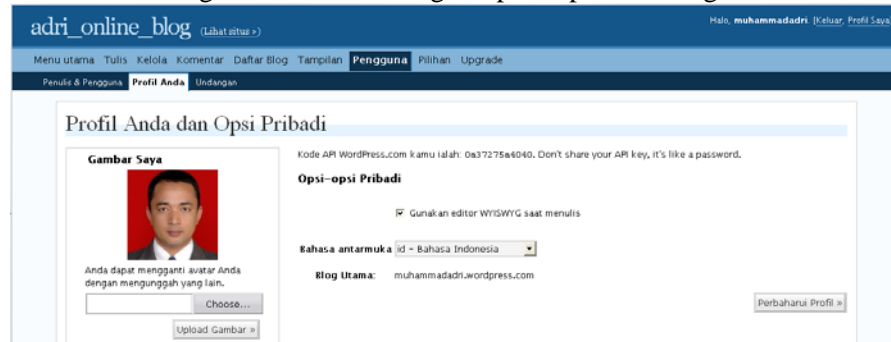 adri_online_blog (Lihat situs »)
Halo, muhammadadri. [Keluar, Profil Saya
Menu utama Tulis Kelola Komentar Daftar Blog Tampilan Pengguna Pilihan Upgrade
Penulis & Pengguna Profil Anda Undangan
Profil Anda dan Opsi Pribadi
Gambar Saya
Anda dapat mengganti avatar Anda
dengan mengunggah yang lain.
Choose...
Upload Gambar »
Kode API WordPress.com kamu ialah: 0a37275a4040. Don't share your API key, it's like a password.
Opsi-opsi Pribadi
Gunakan editor WYISWYG saat menulis
Bahasa antarmuka id - Bahasa Indonesia
Blog Utama: muhammadadri.wordpress.com
Perbaharui Profil »